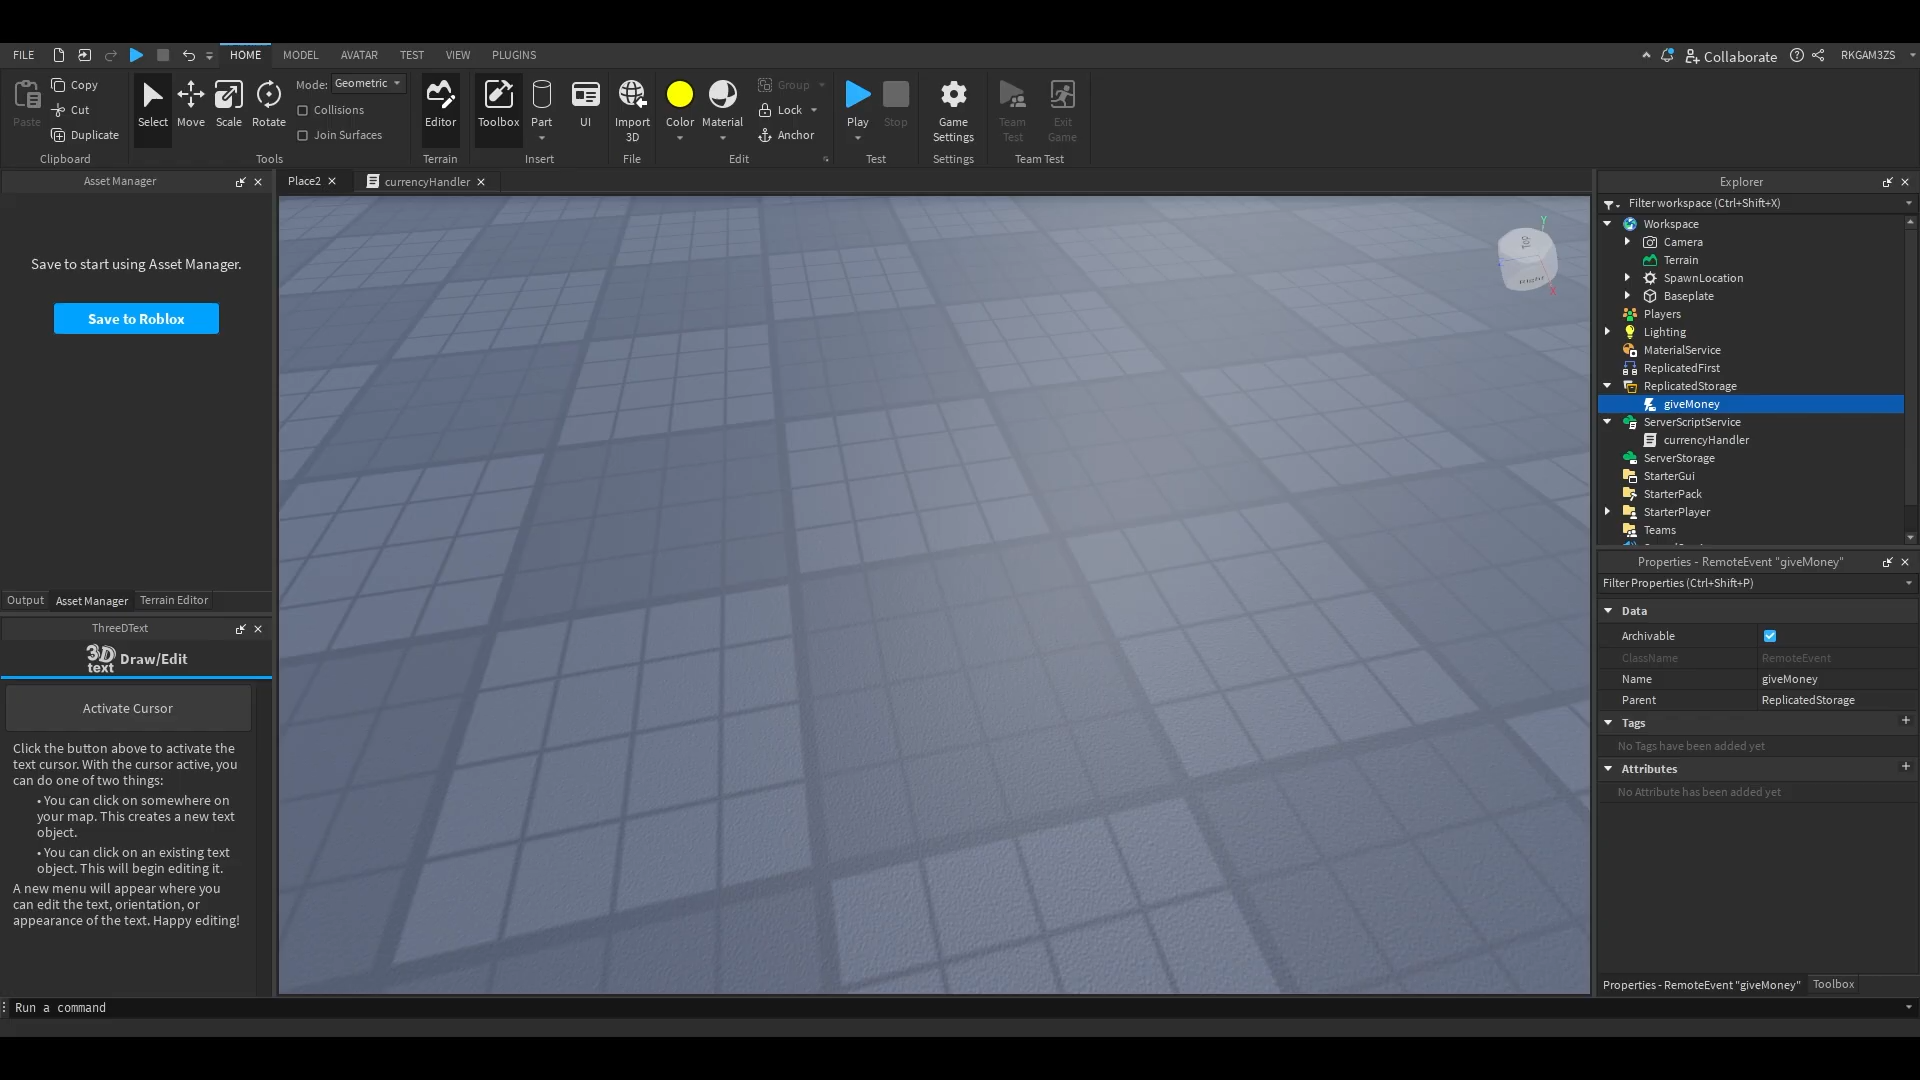 FILE HOME MODEL AVATAR TEST VIEW PLUGINS Collaborate RKGAM3ZS
Paste Copy Cut Duplicate
Clipboard
Select Move Scale Rotate Mode: Geometric
Collisions
Join Surfaces
Tools
Editor
Terrain
Toolbox Part UI
Insert
Import
3D
File
Color Material Group
Lock
Anchor
Edit
Play Stop
Test
Game
Settings
Settings
Team
Test
Exit
Game
Team Test
Asset Manager
Save to start using Asset Manager.
Save to Roblox
Output Asset Manager Terrain Editor
ThreeDText
3D
text Draw/Edit
Activate Cursor
Click the button above to activate the
text cursor. With the cursor active, you
can do one of two things:
• You can click on somewhere on
your map. This creates a new text
object.
• You can click on an existing text
object. This will begin editing it.
A new menu will appear where you
can edit the text, orientation, or
appearance of the text. Happy editing!
Place2 currencyHandler
Y
TOP
X
Explorer
Filter workspace (Ctrl+Shift+X)
Workspace
Camera
Terrain
SpawnLocation
Baseplate
Players
Lighting
MaterialService
ReplicatedFirst
ReplicatedStorage
giveMoney
ServerScriptService
currencyHandler
ServerStorage
StarterGui
StarterPack
StarterPlayer
Teams
Properties - RemoteEvent "giveMoney"
Filter Properties (Ctrl+Shift+P)
Data
Archivable
ClassName RemoteEvent
Name giveMoney
Parent ReplicatedStorage
Tags
No Tags have been added yet
Attributes
No Attribute has been added yet
Properties - RemoteEvent "giveMoney" Toolbox
Run a command